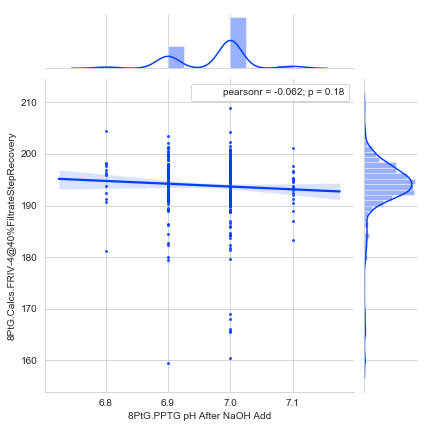 pearsonr = -0.062; p = 0.18
210
200
190
180
170
160
8PtG.Calcs.FRIV-4@40%FiltrateStepRecovery
6.8 6.9 7.0 7.1
8PtG.PPTG pH After NaOH Add